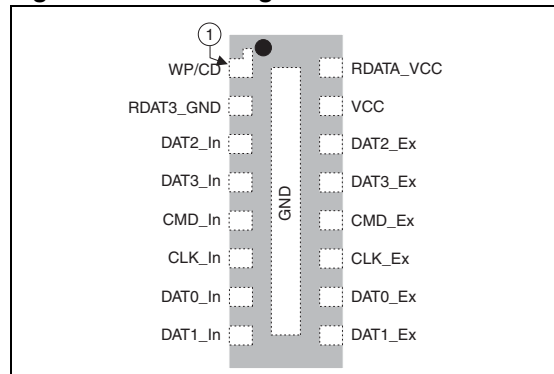 1
WP/CD RDATA_VCC
RDAT3_GND VCC
DAT2_In DAT2_Ex
DAT3_In DAT3_Ex
GND
CMD_In CMD_Ex
CLK_In CLK_Ex
DAT0_In DAT0_Ex
DAT1_In DAT1_Ex